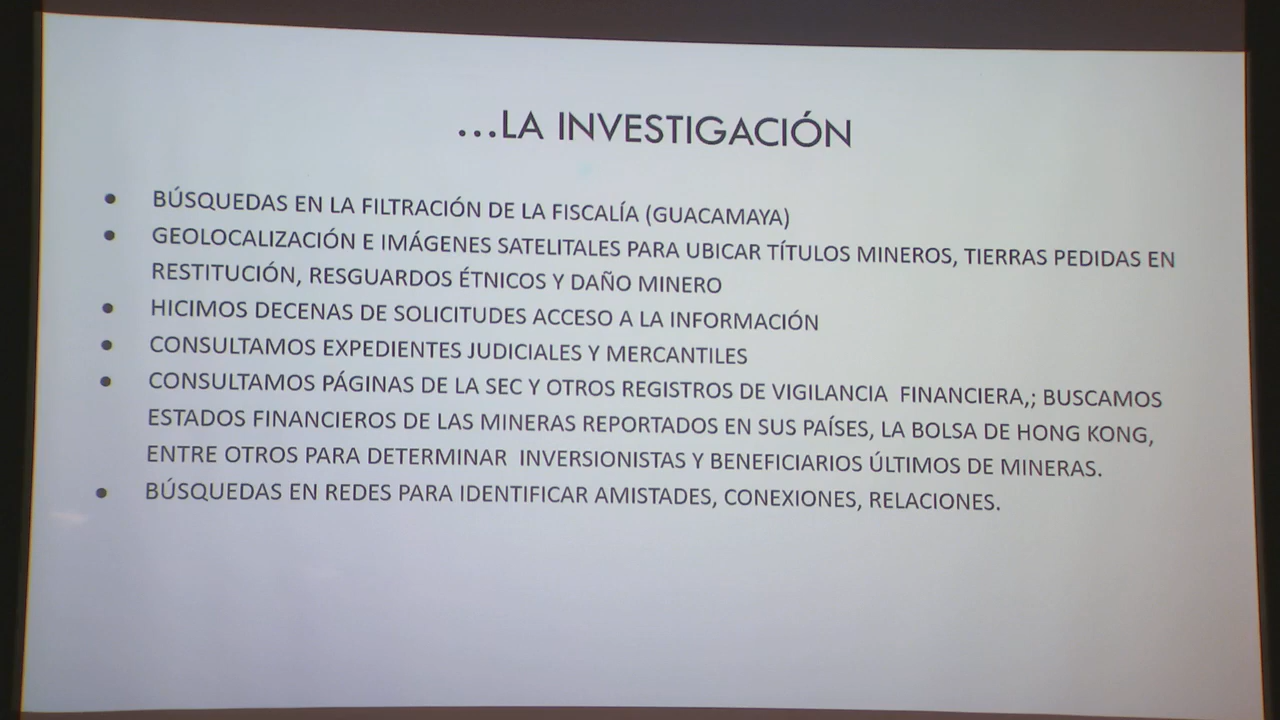 ...LA INVESTIGACIÓN
● BÚSQUEDAS EN LA FILTRACIÓN DE LA FISCALÍA (GUACAMAYA)
● GEOLOCALIZACIÓN E IMÁGENES SATELITALES PARA UBICAR TÍTULOS MINEROS, TIERRAS PEDIDAS EN
RESTITUCIÓN, RESGUARDOS ÉTNICOS Y DAÑO MINERO
● HICIMOS DECENAS DE SOLICITUDES ACCESO A LA INFORMACIÓN
● CONSULTAMOS EXPEDIENTES JUDICIALES Y MERCANTILES
● CONSULTAMOS PÁGINAS DE LA SEC Y OTROS REGISTROS DE VIGILANCIA FINANCIERA,; BUSCAMOS
ESTADOS FINANCIEROS DE LAS MINERAS REPORTADOS EN SUS PAÍSES, LA BOLSA DE HONG KONG,
ENTRE OTROS PARA DETERMINAR INVERSIONISTAS Y BENEFICIARIOS ÚLTIMOS DE MINERAS.
● BÚSQUEDAS EN REDES PARA IDENTIFICAR AMISTADES, CONEXIONES, RELACIONES.